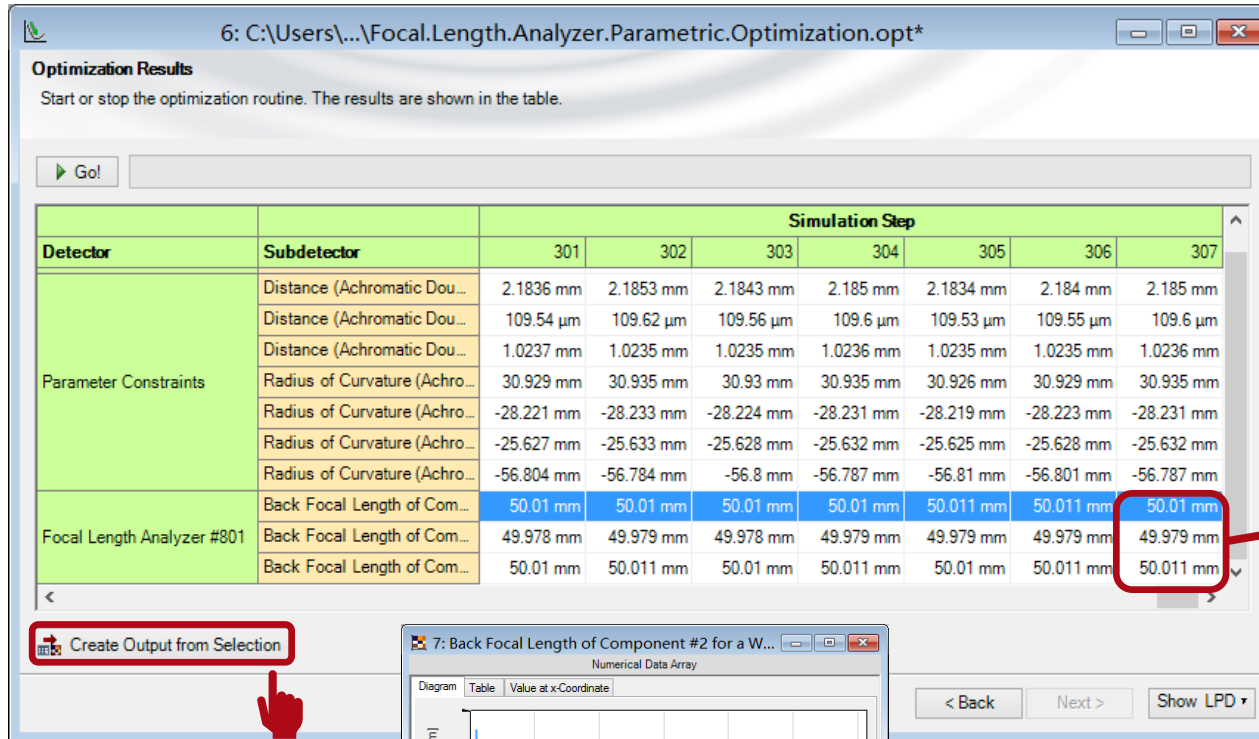 6: C:\Users\...\Focal.Length.Analyzer.Parametric.Optimization.opt*
Optimization Results
Start or stop the optimization routine. The results are shown in the table.
Go!
Simulation Step
Detector Subdetector 301 302 303 304 305 306 307
Distance (Achromatic Dou... 2.1836 mm 2.1853 mm 2.1843 mm 2.185 mm 2.1834 mm 2.184 mm 2.185 mm
Distance (Achromatic Dou... 109.54 µm 109.62 µm 109.56 µm 109.6 µm 109.53 µm 109.55 µm 109.6 µm
Distance (Achromatic Dou... 1.0237 mm 1.0235 mm 1.0235 mm 1.0236 mm 1.0235 mm 1.0235 mm 1.0236 mm
Parameter Constraints Radius of Curvature (Achro... 30.929 mm 30.935 mm 30.93 mm 30.935 mm 30.926 mm 30.929 mm 30.935 mm
Radius of Curvature (Achro... -28.221 mm -28.233 mm -28.224 mm -28.231 mm -28.219 mm -28.223 mm -28.231 mm
Radius of Curvature (Achro... -25.627 mm -25.633 mm -25.628 mm -25.632 mm -25.625 mm -25.628 mm -25.632 mm
Radius of Curvature (Achro... -56.804 mm -56.784 mm -56.8 mm -56.787 mm -56.81 mm -56.801 mm -56.787 mm
Back Focal Length of Com... 50.01 mm 50.01 mm 50.01 mm 50.01 mm 50.011 mm 50.011 mm 50.01 mm
Focal Length Analyzer #801 Back Focal Length of Com... 49.978 mm 49.979 mm 49.978 mm 49.979 mm 49.979 mm 49.979 mm 49.979 mm
Back Focal Length of Com... 50.01 mm 50.011 mm 50.01 mm 50.011 mm 50.01 mm 50.011 mm 50.011 mm
Create Output from Selection
7: Back Focal Length of Component #2 for a W...
Numerical Data Array
Diagram Table Value at x-Coordinate
< Back Next > Show LPD